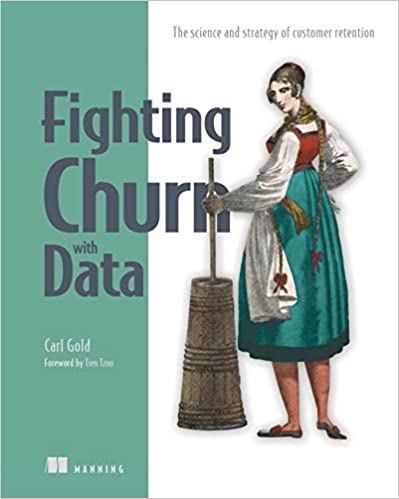 The science and strategy of customer retention
Fighting
Churn
with
Data
Carl Gold
Foreword by Tien Tzuo
MANNING